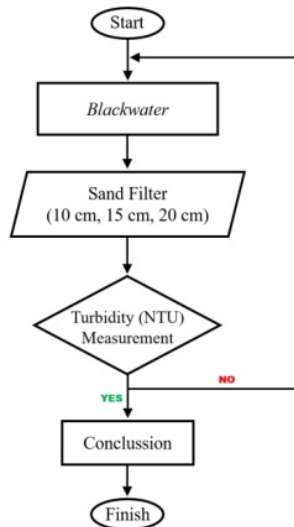 Start
Blackwater
Sand Filter
(10 cm, 15 cm, 20 cm)
Turbidity (NTU)
Measurement
NO
YES
Conclussion
Finish